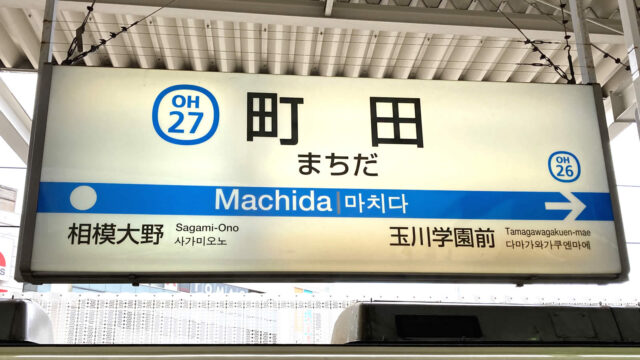 OH
27
町田
まちだ
OH
26
Machida|마치다
相模大野 Sagami-Ono
사가미오노
玉川学園前 Tamagawagakuen-mae
다마가와가쿠엔마에